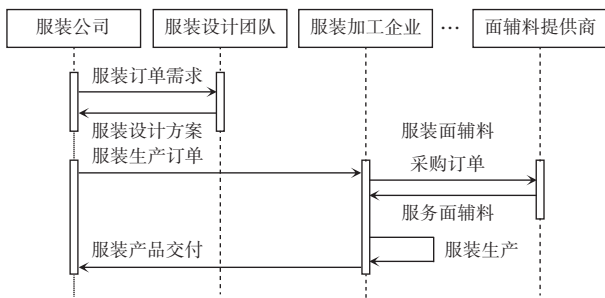 服装公司
服装设计团队
服装加工企业
…
面辅料提供商
服装订单需求
服装设计方案
服装面辅料
服装生产订单
采购订单
服务面辅料
服装产品交付
服装生产